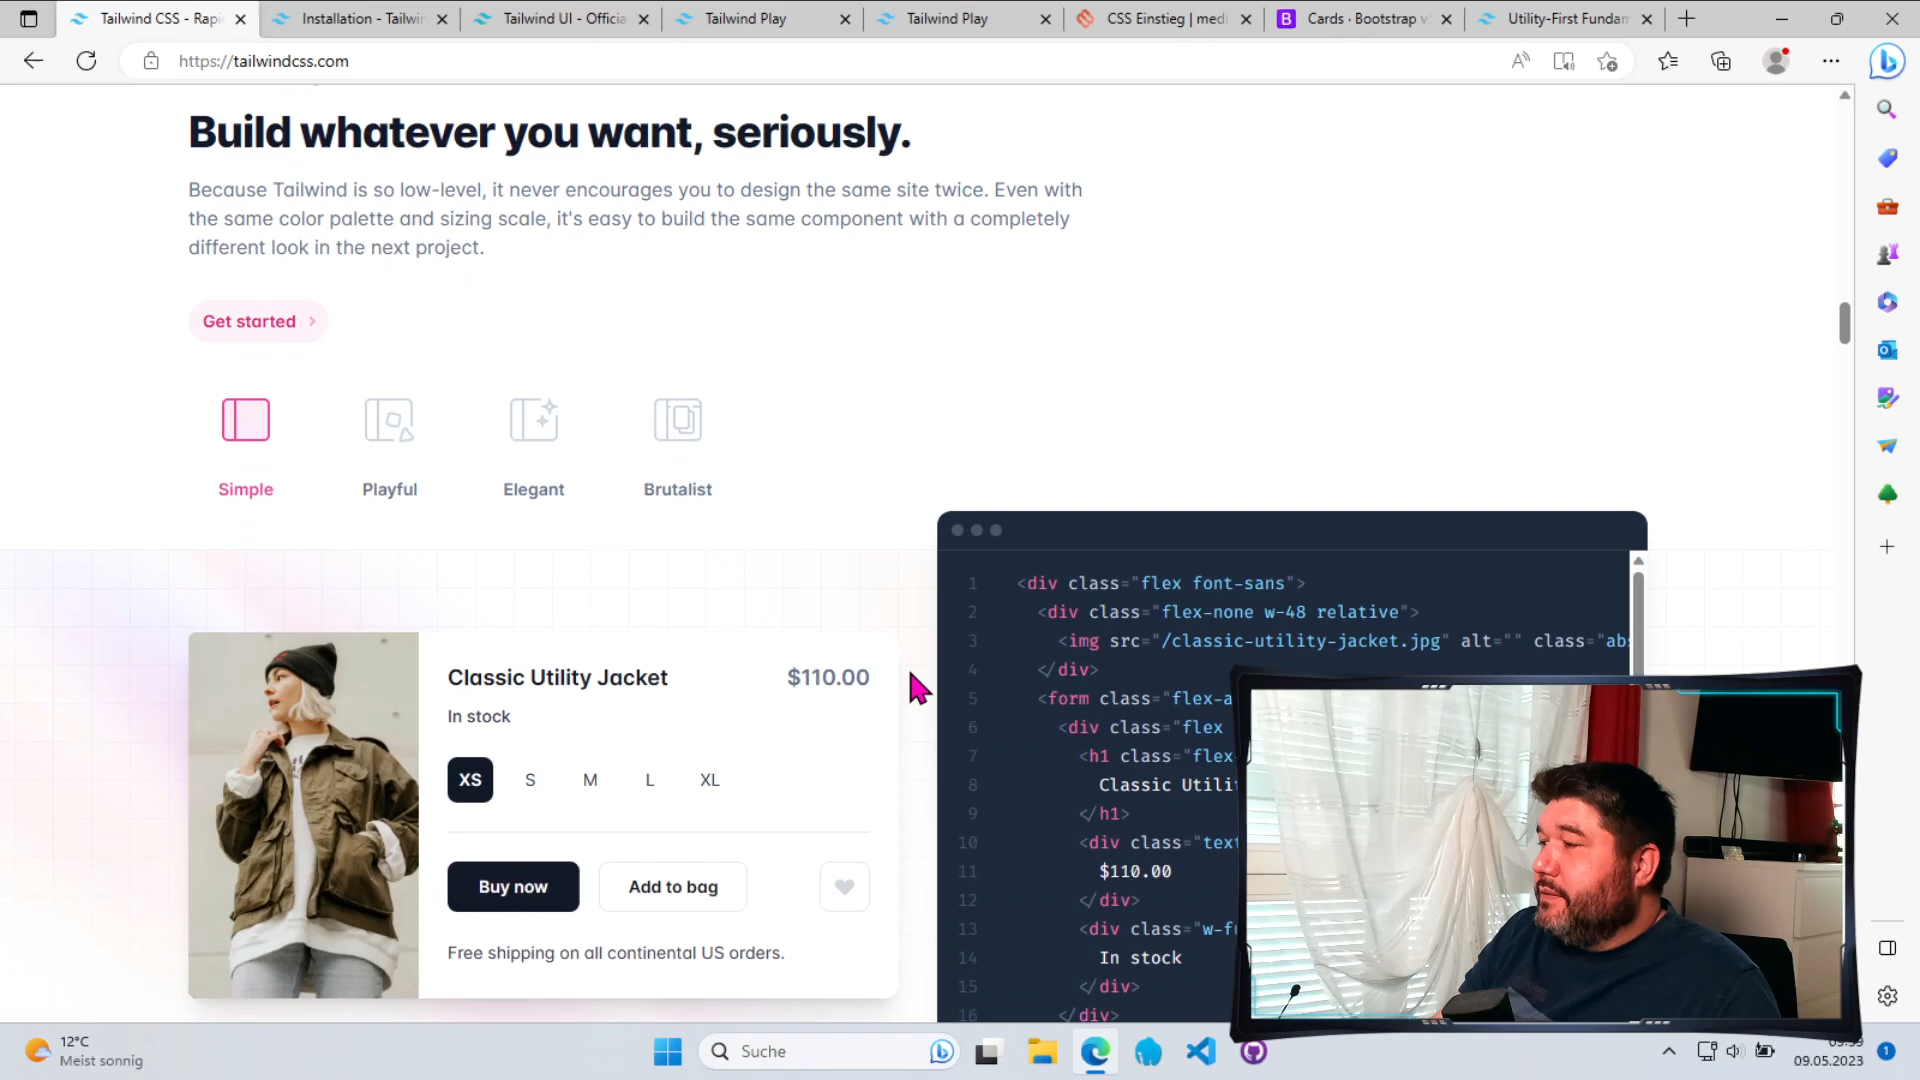 Tailwind CSS - Rapi
Installation - Tailwin
Tailwind UI - Officia
Tailwind Play
Tailwind Play
CSS Einstieg | medi
B
Cards · Bootstrap v
Utility-First Fundam
https://tailwindcss.com
Build whatever you want, seriously.
Because Tailwind is so low-level, it never encourages you to design the same site twice. Even with
the same color palette and sizing scale, it's easy to build the same component with a completely
different look in the next project.
Get started
Simple
Playful
Elegant
Brutalist
Classic Utility Jacket
$110.00
In stock
XS S M L XL
Buy now
Add to bag
Free shipping on all continental US orders.
1 <div class="flex font-sans">
2 <div class="flex-none w-48 relative">
3 <img src="/classic-utility-jacket.jpg" alt="" class="abs
4 </div>
5 <form class="flex-a
6 <div class="flex
7 <h1 class="flex-
8 Classic Utili
9 </h1>
10 <div class="text
11 $110.00
12 </div>
13 <div class="w-fu
14 In stock
15 </div>
16 </div>
12°C
Meist sonnig
Suche
09.05.2023
1